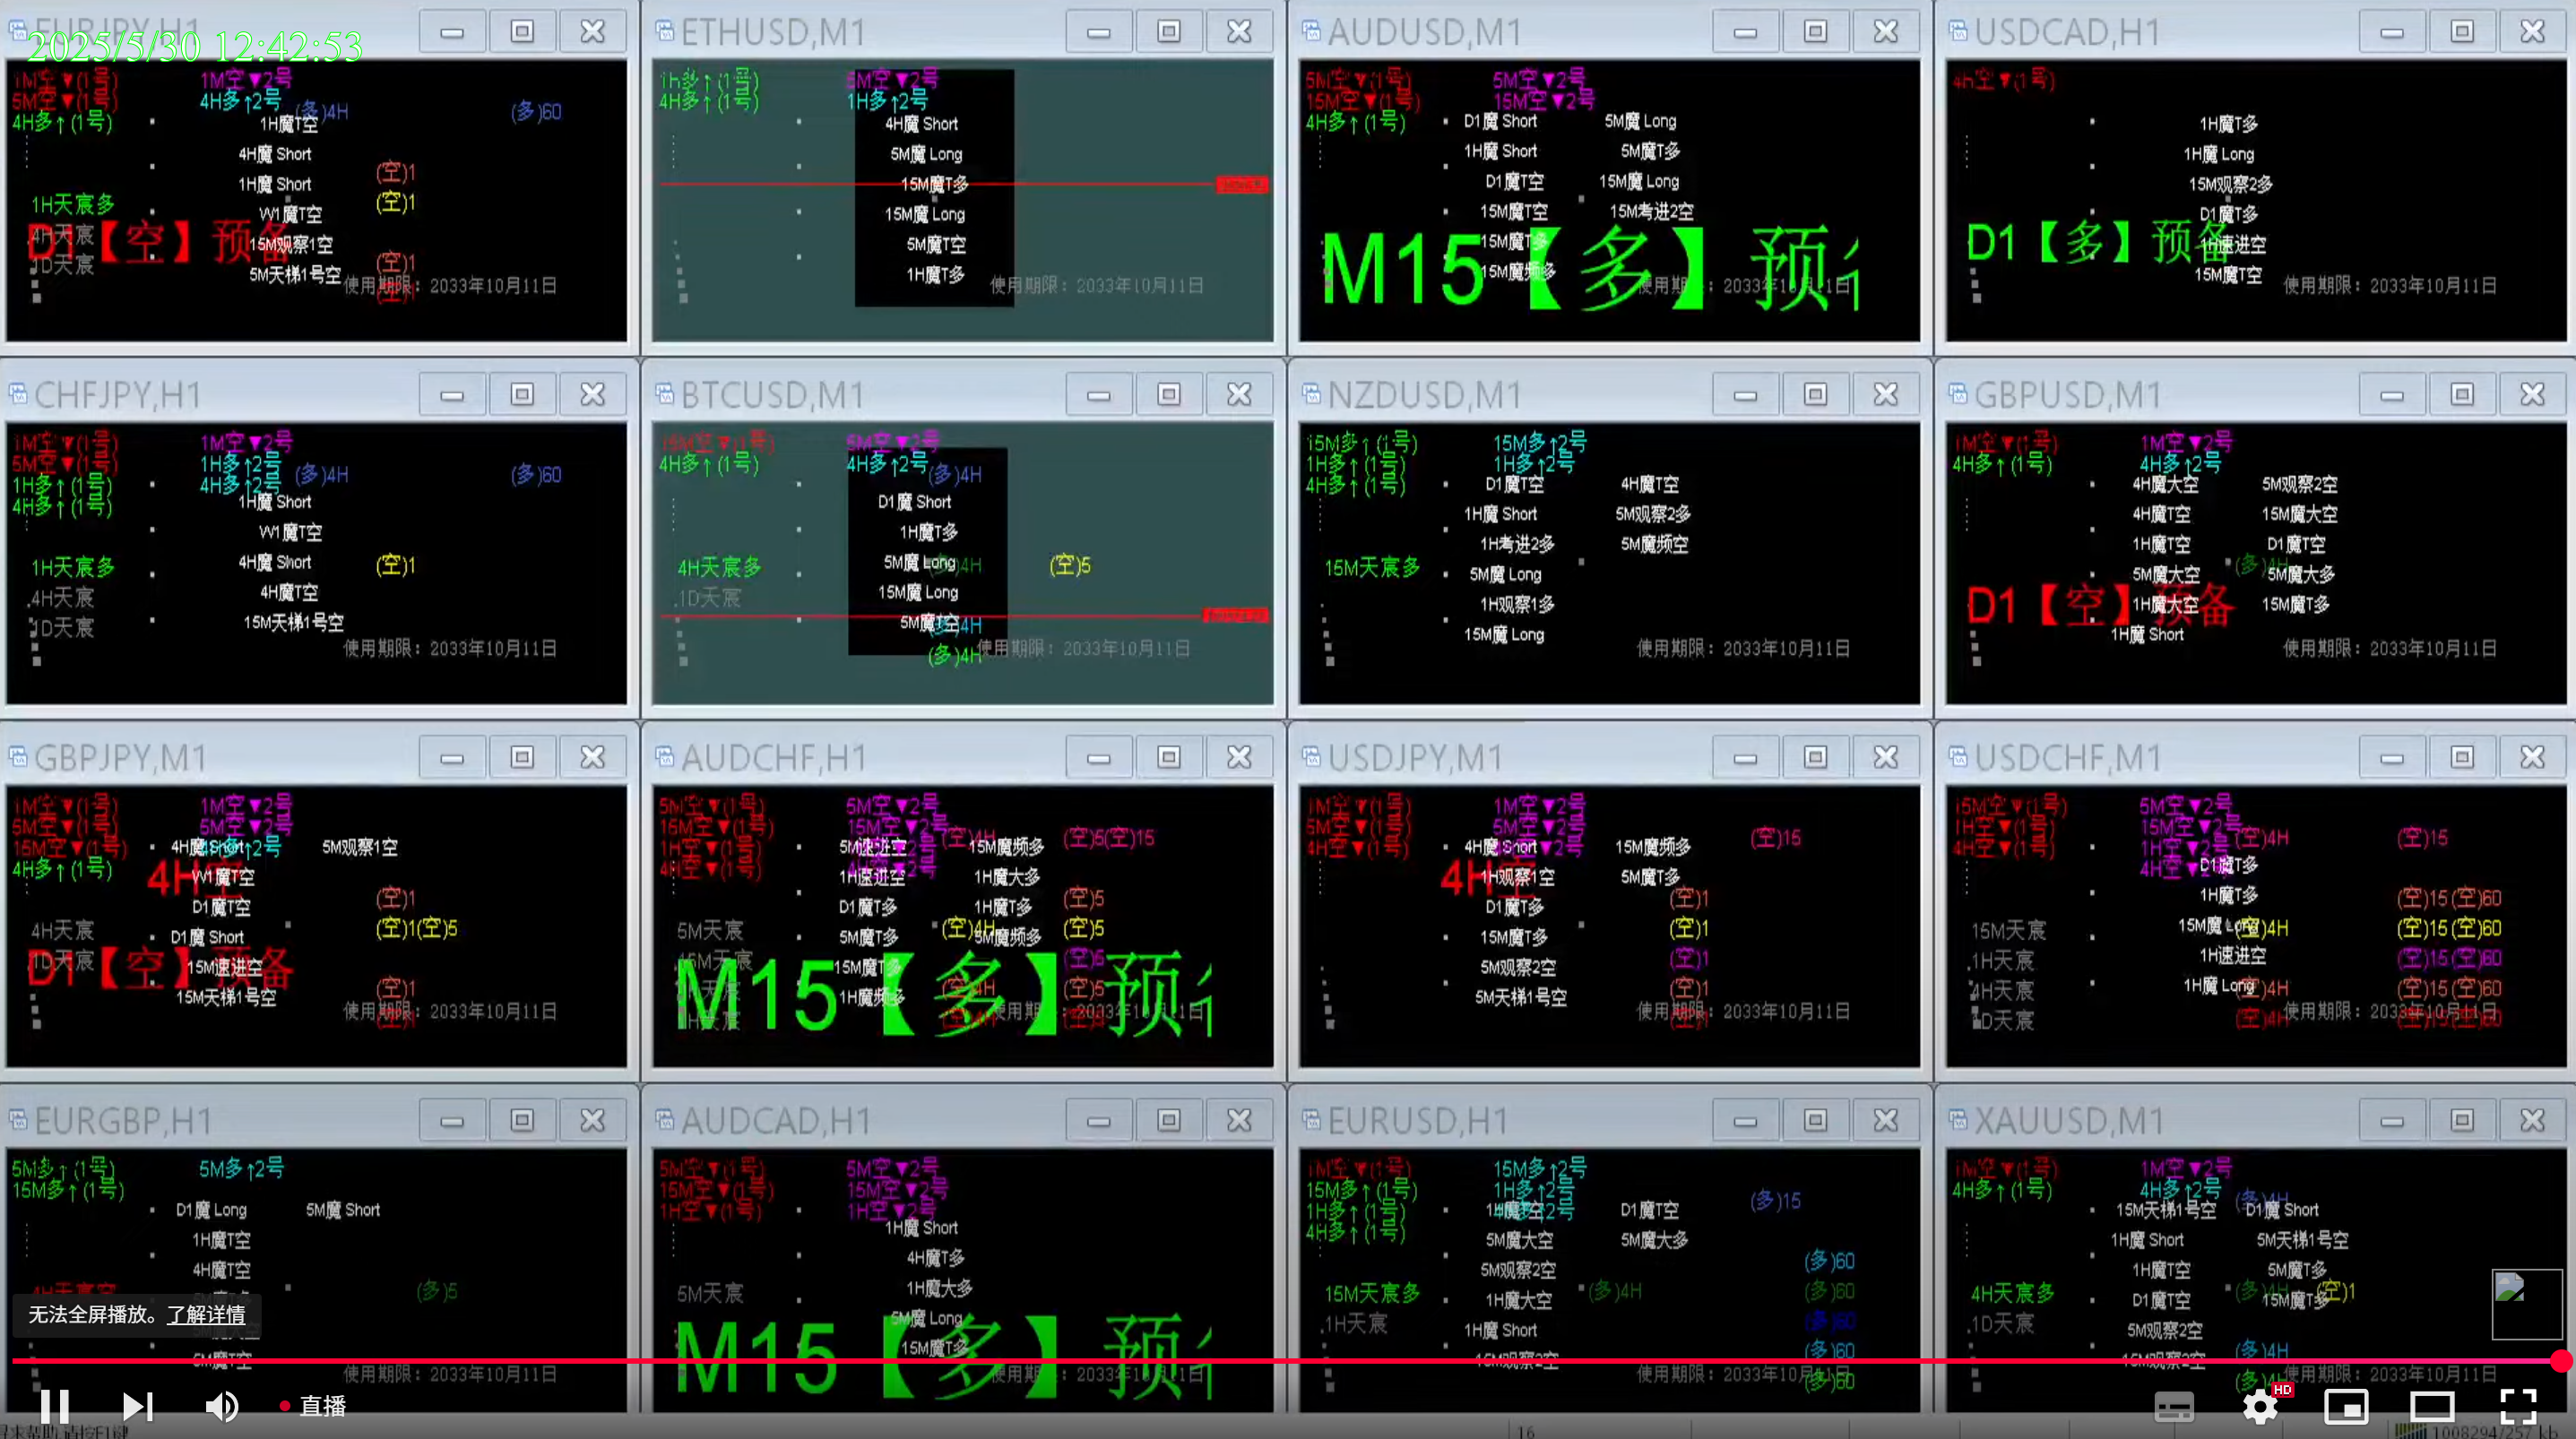 EURJPY,H1
2025/5/30 12:42:53
1M空▼(1号) 1M空▼2号
5M空▼(1号) 4H多↑2号 (多)4H (多)60
4H多↑(1号) 1H魔T空
4H魔 Short
(空)1
1H魔 Short
1H天宸多 (空)1
W1魔T空
4H天宸
D1【空】预备
15M观察1空
1D天宸 (空)1
5M天梯1号空
使用期限：2033年10月11日
ETHUSD,M1
1h多↑(1号) 5M空▼2号
4H多↑(1号) 1H多↑2号
4H魔 Short
5M魔 Long
15M魔T多
15M魔 Long
5M魔T空
1H魔T多
使用期限：2033年10月11日
AUDUSD,M1
5M空▼(1号) 5M空▼2号
15M空▼(1号) 15M空▼2号
4H多↑(1号) D1魔 Short 5M魔 Long
1H魔 Short 5M魔T多
D1魔T空 15M魔 Long
15M魔T空 15M考进2空
15M魔T多
M15【多】预
15M魔频多
USDCAD,H1
4h空▼(1号)
1H魔T多
1H魔 Long
15M观察2多
D1魔T多
D1【多】预备
1H速进空
15M魔T空
使用期限：2033年10月11日
CHFJPY,H1
1M空▼(1号) 1M空▼2号
5M空▼(1号) 1H多↑2号
1H多↑(1号) 4H多↑2号 (多)4H (多)60
4H多↑(1号) 1H魔 Short
W1魔T空
1H天宸多 4H魔 Short (空)1
4H天宸 4H魔T空
1D天宸 15M天梯1号空
使用期限：2033年10月11日
BTCUSD,M1
15M空▼(1号) 5M空▼2号
4H多↑(1号) 4H多↑2号 (多)4H
D1魔 Short
1H魔T多
4H天宸多 5M魔 Long (多)4H (空)5
1D天宸 15M魔 Long
5M魔T空 (多)4H
(多)4H
使用期限：2033年10月11日
NZDUSD,M1
15M多↑(1号) 15M多↑2号
1H多↑(1号) 1H多↑2号
4H多↑(1号) D1魔T空 4H魔T空
1H魔 Short 5M观察2多
1H考进2多 5M魔频空
15M天宸多 5M魔 Long
1H观察1多
15M魔 Long
使用期限：2033年10月11日
GBPUSD,M1
1M空▼(1号) 1M空▼2号
4H多↑(1号) 4H多↑2号
4H魔大空 5M观察2空
4H魔T空 15M魔大空
1H魔T空 D1魔T空
5M魔大空 (多)4H 5M魔大多
D1【空】预备
1H魔大空 15M魔T多
1H魔 Short
使用期限：2033年10月11日
GBPJPY,M1
1M空▼(1号) 1M空▼2号
5M空▼(1号) 5M空▼2号
15M空▼(1号) 4H魔 Short 5M观察1空
4H多↑(1号) 4H空
W1魔T空
D1魔T空 (空)1
4H天宸 D1魔 Short (空)1(空)5
1D天宸
D1【空】预备
15M速进空
15M天梯1号空 (空)1
使用期限：2033年10月11日
AUDCHF,H1
5M空▼(1号) 5M空▼2号
15M空▼(1号) 15M空▼2号 (空)4H (空)5(空)15
1H空▼(1号) 5M速进空 15M魔频多
4H空▼(1号) 1H速进空 1H魔大多
D1魔T多 1H魔T多 (空)5
5M天宸 5M魔T多 (空)4H 5M魔频多 (空)5
15M天宸 15M魔T多 (空)5
M15【多】预
1H魔频多 (空)4H (空)5
USDJPY,M1
1M空▼(1号) 1M空▼2号
5M空▼(1号) 5M空▼2号 (空)15
4H空▼(1号) 4H魔 Short 15M魔频多
4H空
1H观察1空 5M魔T多
D1魔T多 (空)1
15M魔T多 (空)1
5M观察2空 (空)1
5M天梯1号空 (空)1
使用期限：2033年10月11日
USDCHF,M1
15M空▼(1号) 5M空▼2号
1H空▼(1号) 15M空▼2号 (空)4H (空)15
4H空▼(1号)
D1魔T多
1H魔T多 (空)15(空)60
15M天宸 15M魔 Long (空)4H (空)15(空)60
1H天宸 1H速进空 (空)15(空)60
4H天宸 1H魔 Long (空)4H (空)15(空)60
1D天宸 (空)4H (空)15(空)60
使用期限：2033年10月11日
EURGBP,H1
5M多↑(1号) 5M多↑2号
15M多↑(1号)
D1魔 Long 5M魔 Short
1H魔T空
4H魔T空
4H天宸空 (多)5
无法全屏播放。了解详情
5M魔T空
使用期限：2033年10月11日
AUDCAD,H1
5M空▼(1号) 5M空▼2号
15M空▼(1号) 15M空▼2号
1H空▼(1号) 1H空▼2号
1H魔 Short
4H魔T多
5M天宸 1H魔大多
5M魔 Long
M15【多】预
15M魔T多
EURUSD,H1
1M空▼(1号) 15M多↑2号
15M多↑(1号) 1H多↑2号 (多)15
1H多↑(1号) D1魔T空
4H多↑(1号) 5M魔大空 5M魔大多
5M观察2空 (多)60
15M天宸多 1H魔大空 (多)4H (多)60
1H天宸 1H魔 Short (多)60
15M观察2空 (多)60
(多)60
XAUUSD,M1
1M空▼(1号) 1M空▼2号
4H多↑(1号) 4H多↑2号 (多)4H
15M天梯1号空 D1魔 Short
1H魔 Short 5M天梯1号空
1H魔T空 5M魔T多
4H天宸多 D1魔T空 (多)4H 15M魔T多 (空)1
1D天宸 5M观察2空
15M观察2空 (多)4H
(多)4H 使用期限：2033年10月11日
直播
HD
16